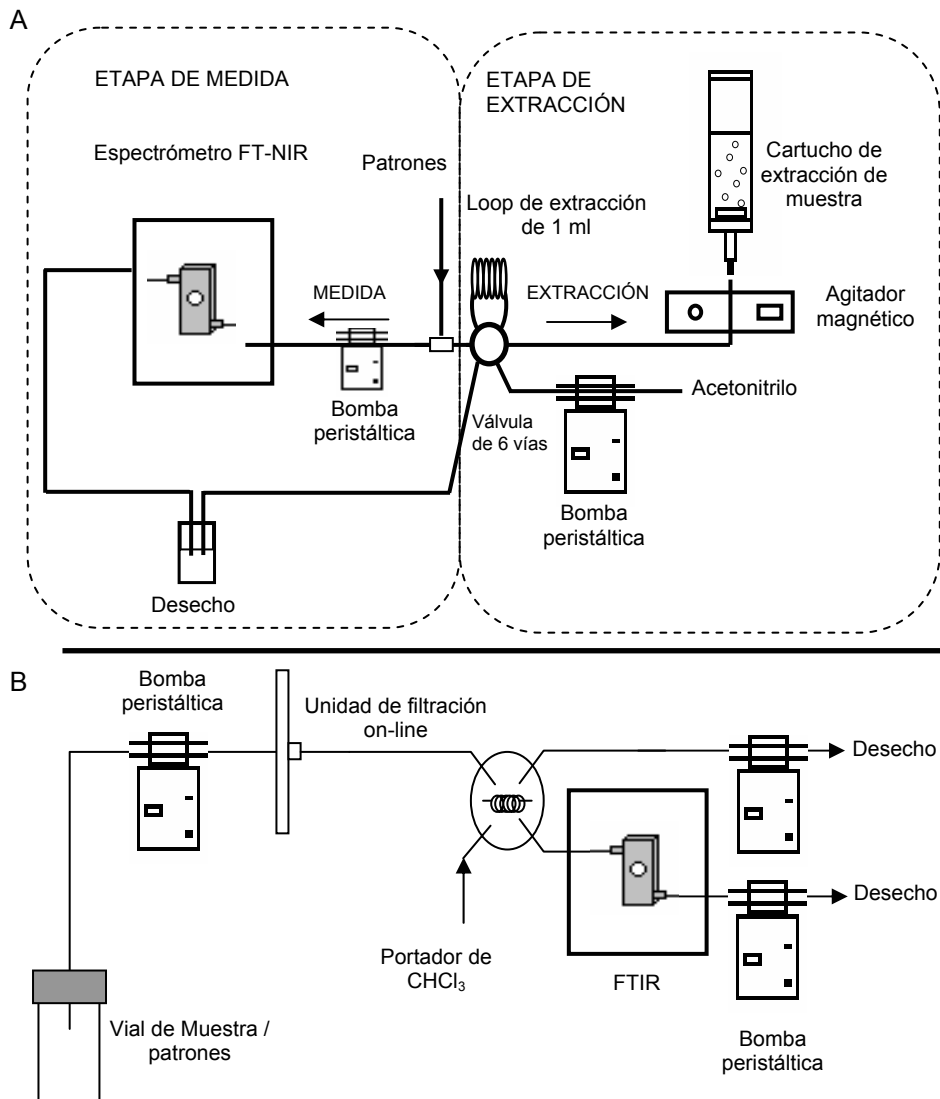 A
ETAPA DE MEDIDA
ETAPA DE
EXTRACCIÓN
Espectrómetro FT-NIR
Patrones
Loop de extracción
de 1 ml
Cartucho de
extracción de
muestra
MEDIDA
EXTRACCIÓN
Agitador
magnético
Bomba
peristáltica
Válvula
de 6 vías
Acetonitrilo
Bomba
peristáltica
Desecho
B
Bomba
peristáltica
Unidad de filtración
on-line
Desecho
Desecho
Portador de
CHCl₃
FTIR
Vial de Muestra /
patrones
Bomba
peristáltica